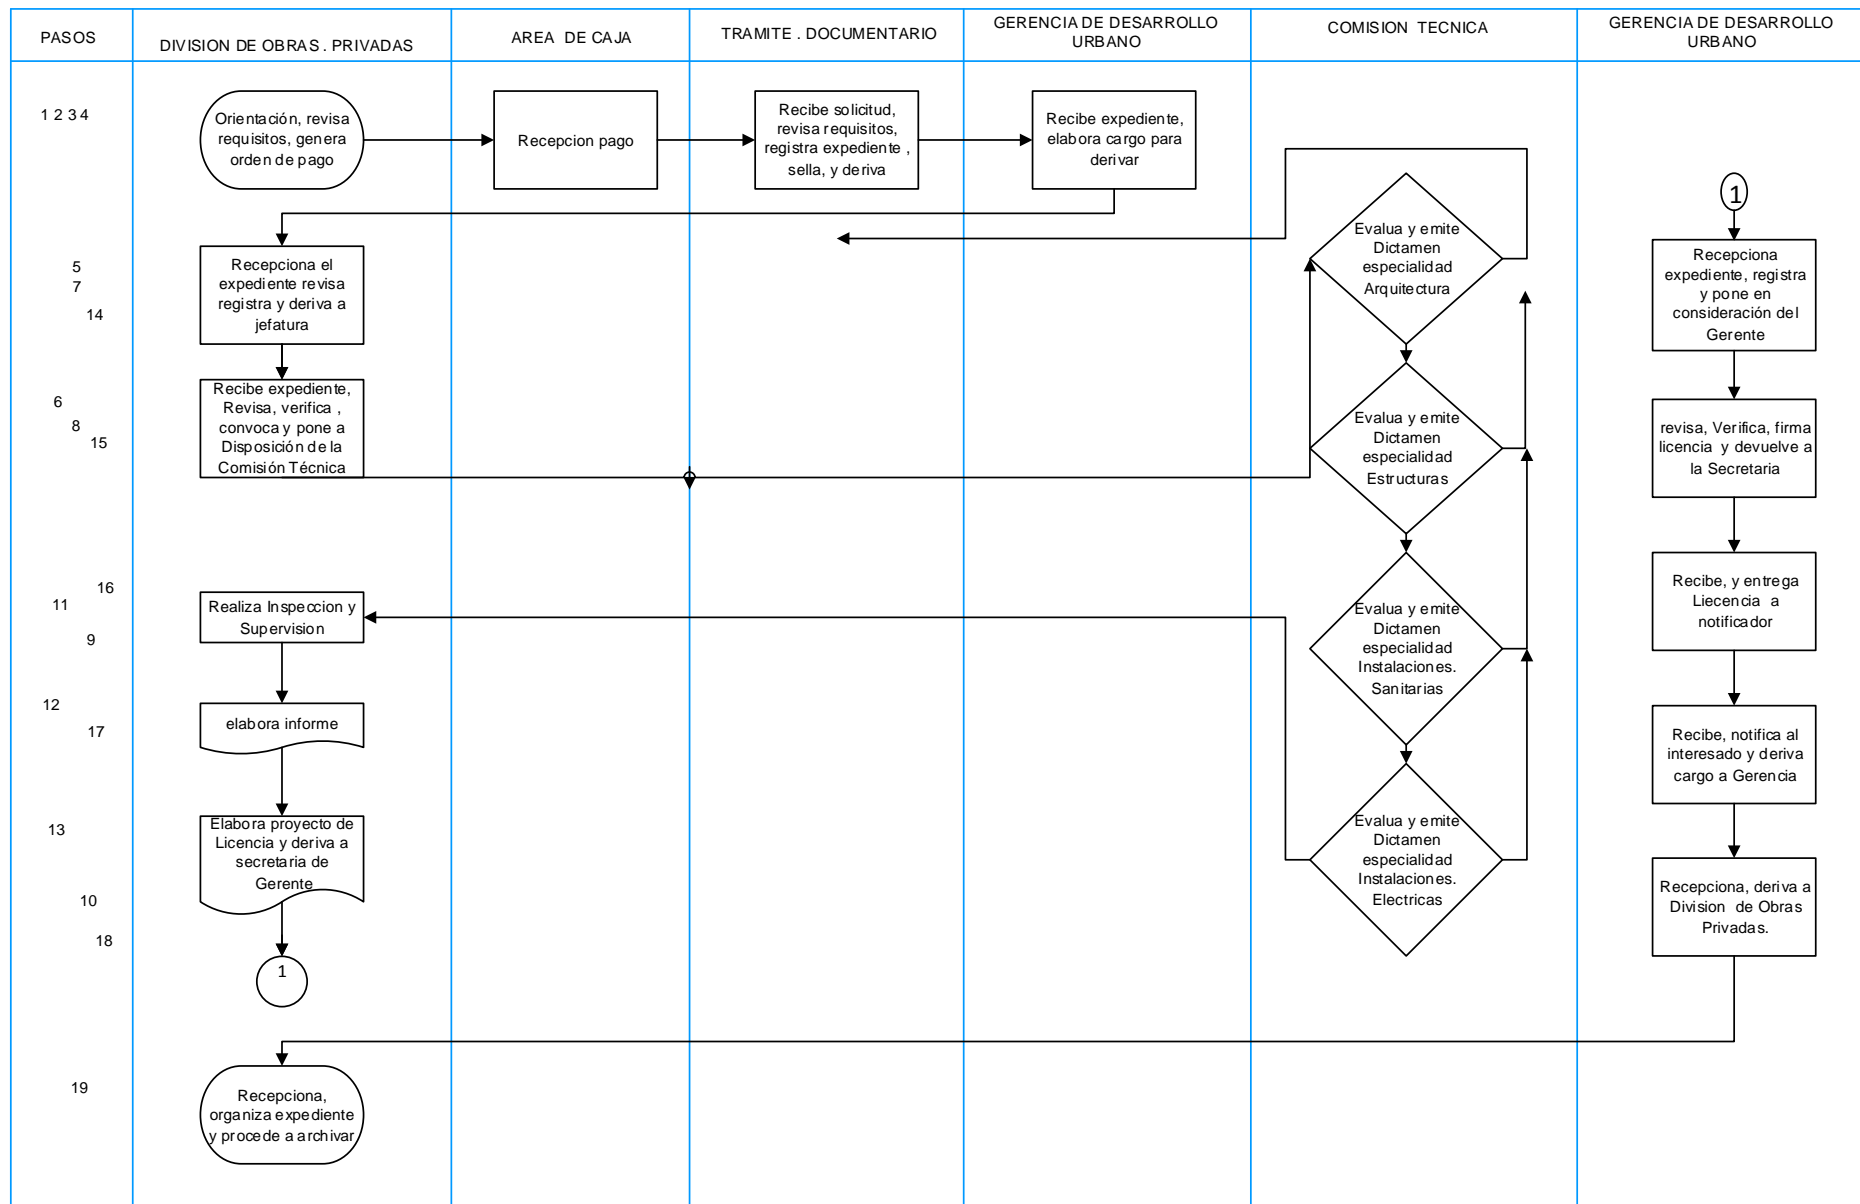 PASOS
DIVISION DE OBRAS . PRIVADAS
AREA DE CAJA
TRAMITE . DOCUMENTARIO
GERENCIA DE DESARROLLO
URBANO
COMISION TECNICA
GERENCIA DE DESARROLLO
URBANO
1 2 3 4
Orientación, revisa
requisitos, genera
orden de pago
Recepcion pago
Recibe solicitud,
revisa requisitos,
registra expediente ,
sella, y deriva
Recibe expediente,
elabora cargo para
derivar
1
5
7
14
Recepciona el
expediente revisa
registra y deriva a
jefatura
Evalua y emite
Dictamen
especialidad
Arquitectura
Recepciona
expediente, registra
y pone en
consideración del
Gerente
6
8
15
Recibe expediente,
Revisa, verifica ,
convoca y pone a
Disposición de la
Comisión Técnica
Evalua y emite
Dictamen
especialidad
Estructuras
revisa, Verifica, firma
licencia y devuelve a
la Secretaria
16
11
9
Realiza Inspeccion y
Supervision
Evalua y emite
Dictamen
especialidad
Instalaciones.
Sanitarias
Recibe, y entrega
Liecencia a
notificador
12
17
elabora informe
Recibe, notifica al
interesado y deriva
cargo a Gerencia
13
10
18
Elabora proyecto de
Licencia y deriva a
secretaria de
Gerente
Evalua y emite
Dictamen
especialidad
Instalaciones.
Electricas
Recepciona, deriva a
Division de Obras
Privadas.
1
19
Recepciona,
organiza expediente
y procede a archivar